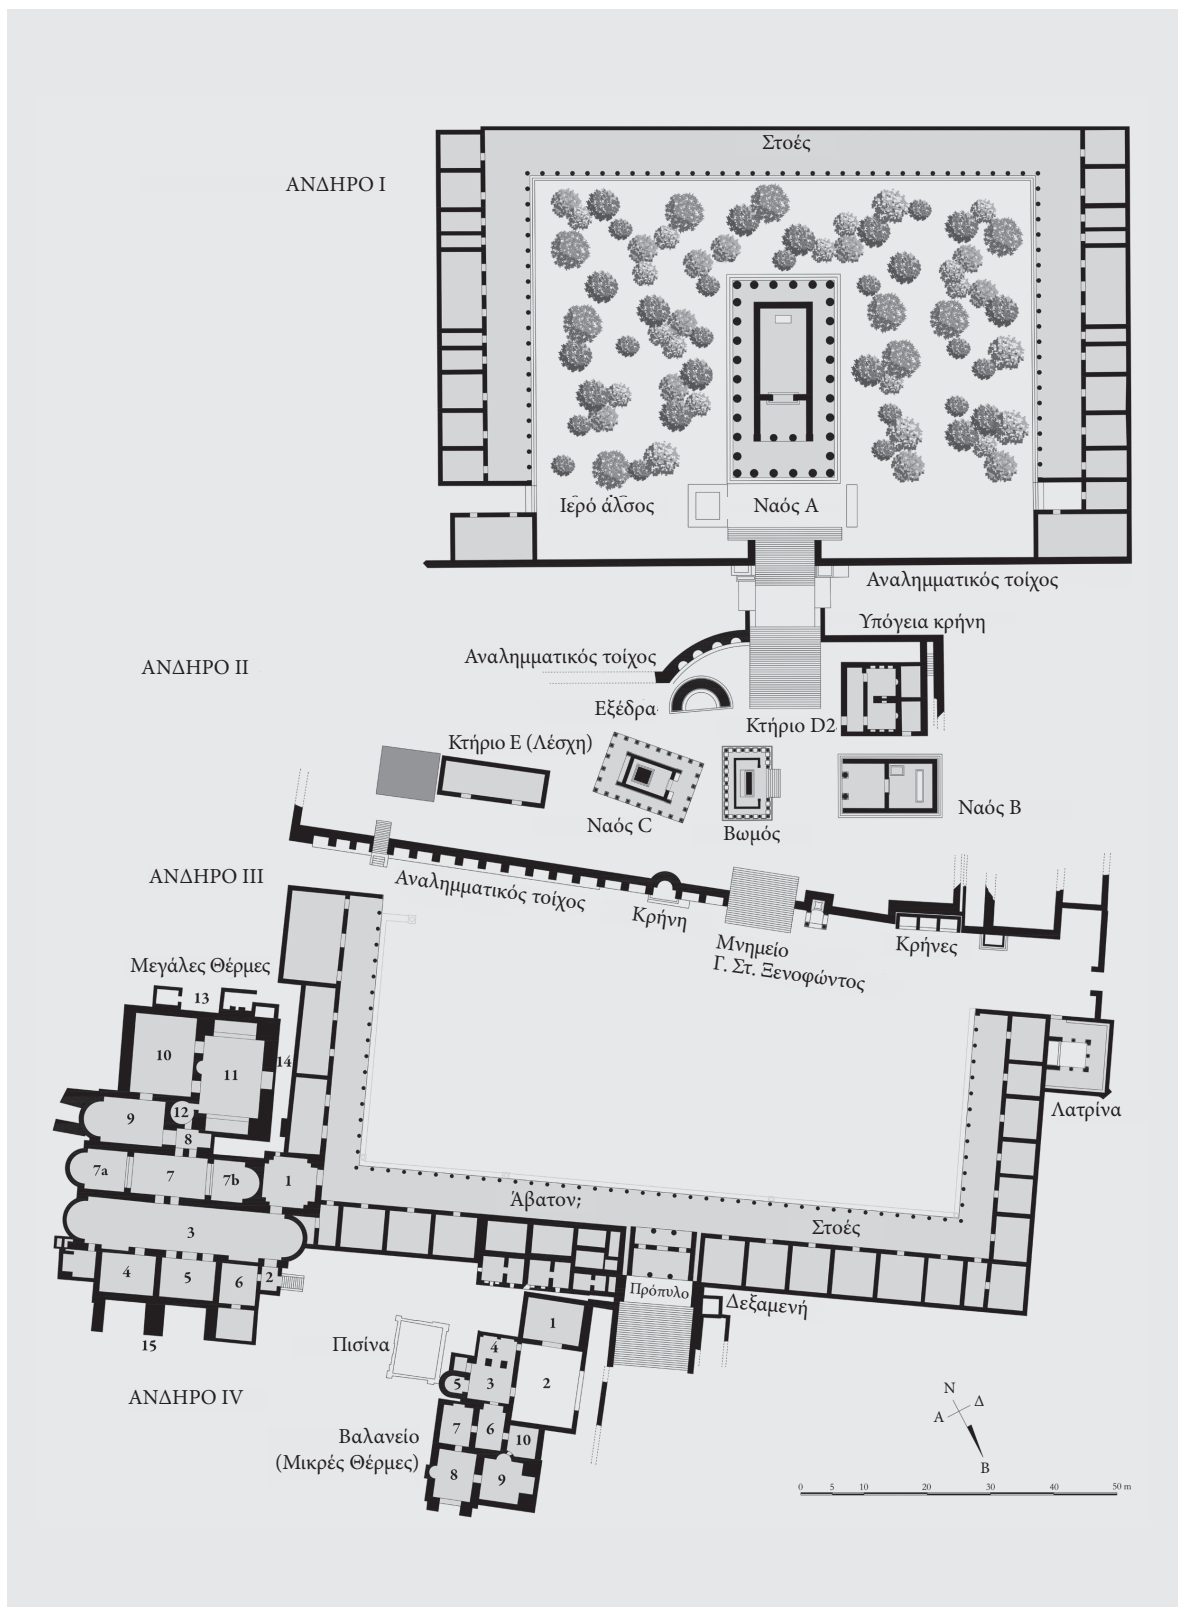 Στοές
ΑΝΔΗΡΟ Ι
Ιερό άλσος
Ναός Α
Αναλημματικός τοίχος
Υπόγεια κρήνη
ΑΝΔΗΡΟ ΙΙ
Αναλημματικός τοίχος
Εξέδρα
Κτήριο D2
Κτήριο Ε (Λέσχη)
Ναός C
Βωμός
Ναός Β
ΑΝΔΗΡΟ ΙΙΙ
Αναλημματικός τοίχος
Κρήνη
Μνημείο
Γ. Στ. Ξενοφώντος
Κρήνες
Μεγάλες Θέρμες
13
10
11
14
12
9
8
7a
7
7b
1
3
4
5
6
2
15
Λατρίνα
Άβατον;
Στοές
Πρόπυλο
Δεξαμενή
Πισίνα
1
4
3
2
5
7
6
10
8
9
ΑΝΔΗΡΟ IV
Βαλανείο
(Μικρές Θέρμες)
Ν
Δ
Α
Β
0 5 10 20 30 40 50 m